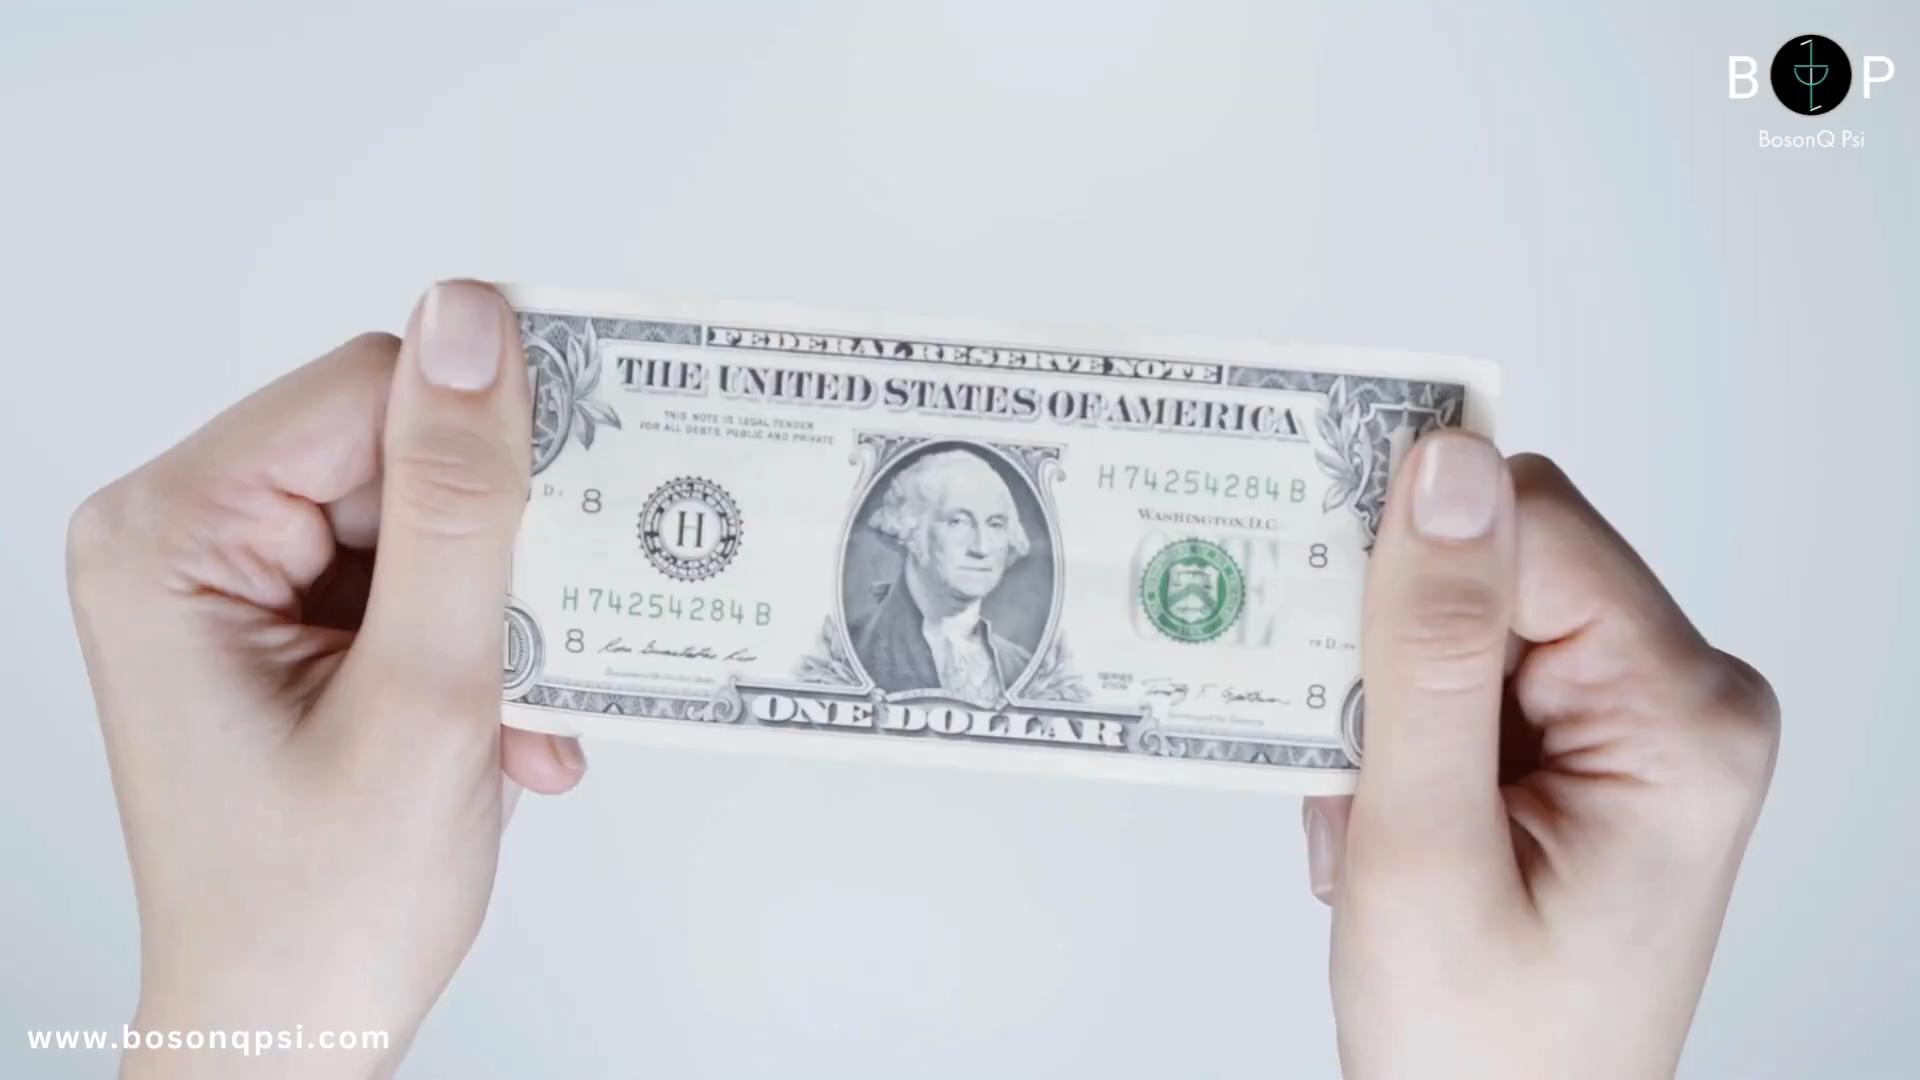 B P
BosonQ Psi
FEDERAL RESERVE NOTE
THE UNITED STATES OF AMERICA
THIS NOTE IS LEGAL TENDER
FOR ALL DEBTS, PUBLIC AND PRIVATE
H 74254284 B
WASHINGTON, D.C.
8
8
H
H 74254284 B
8
8
SERIES
ONE DOLLAR
www.bosonqpsi.com